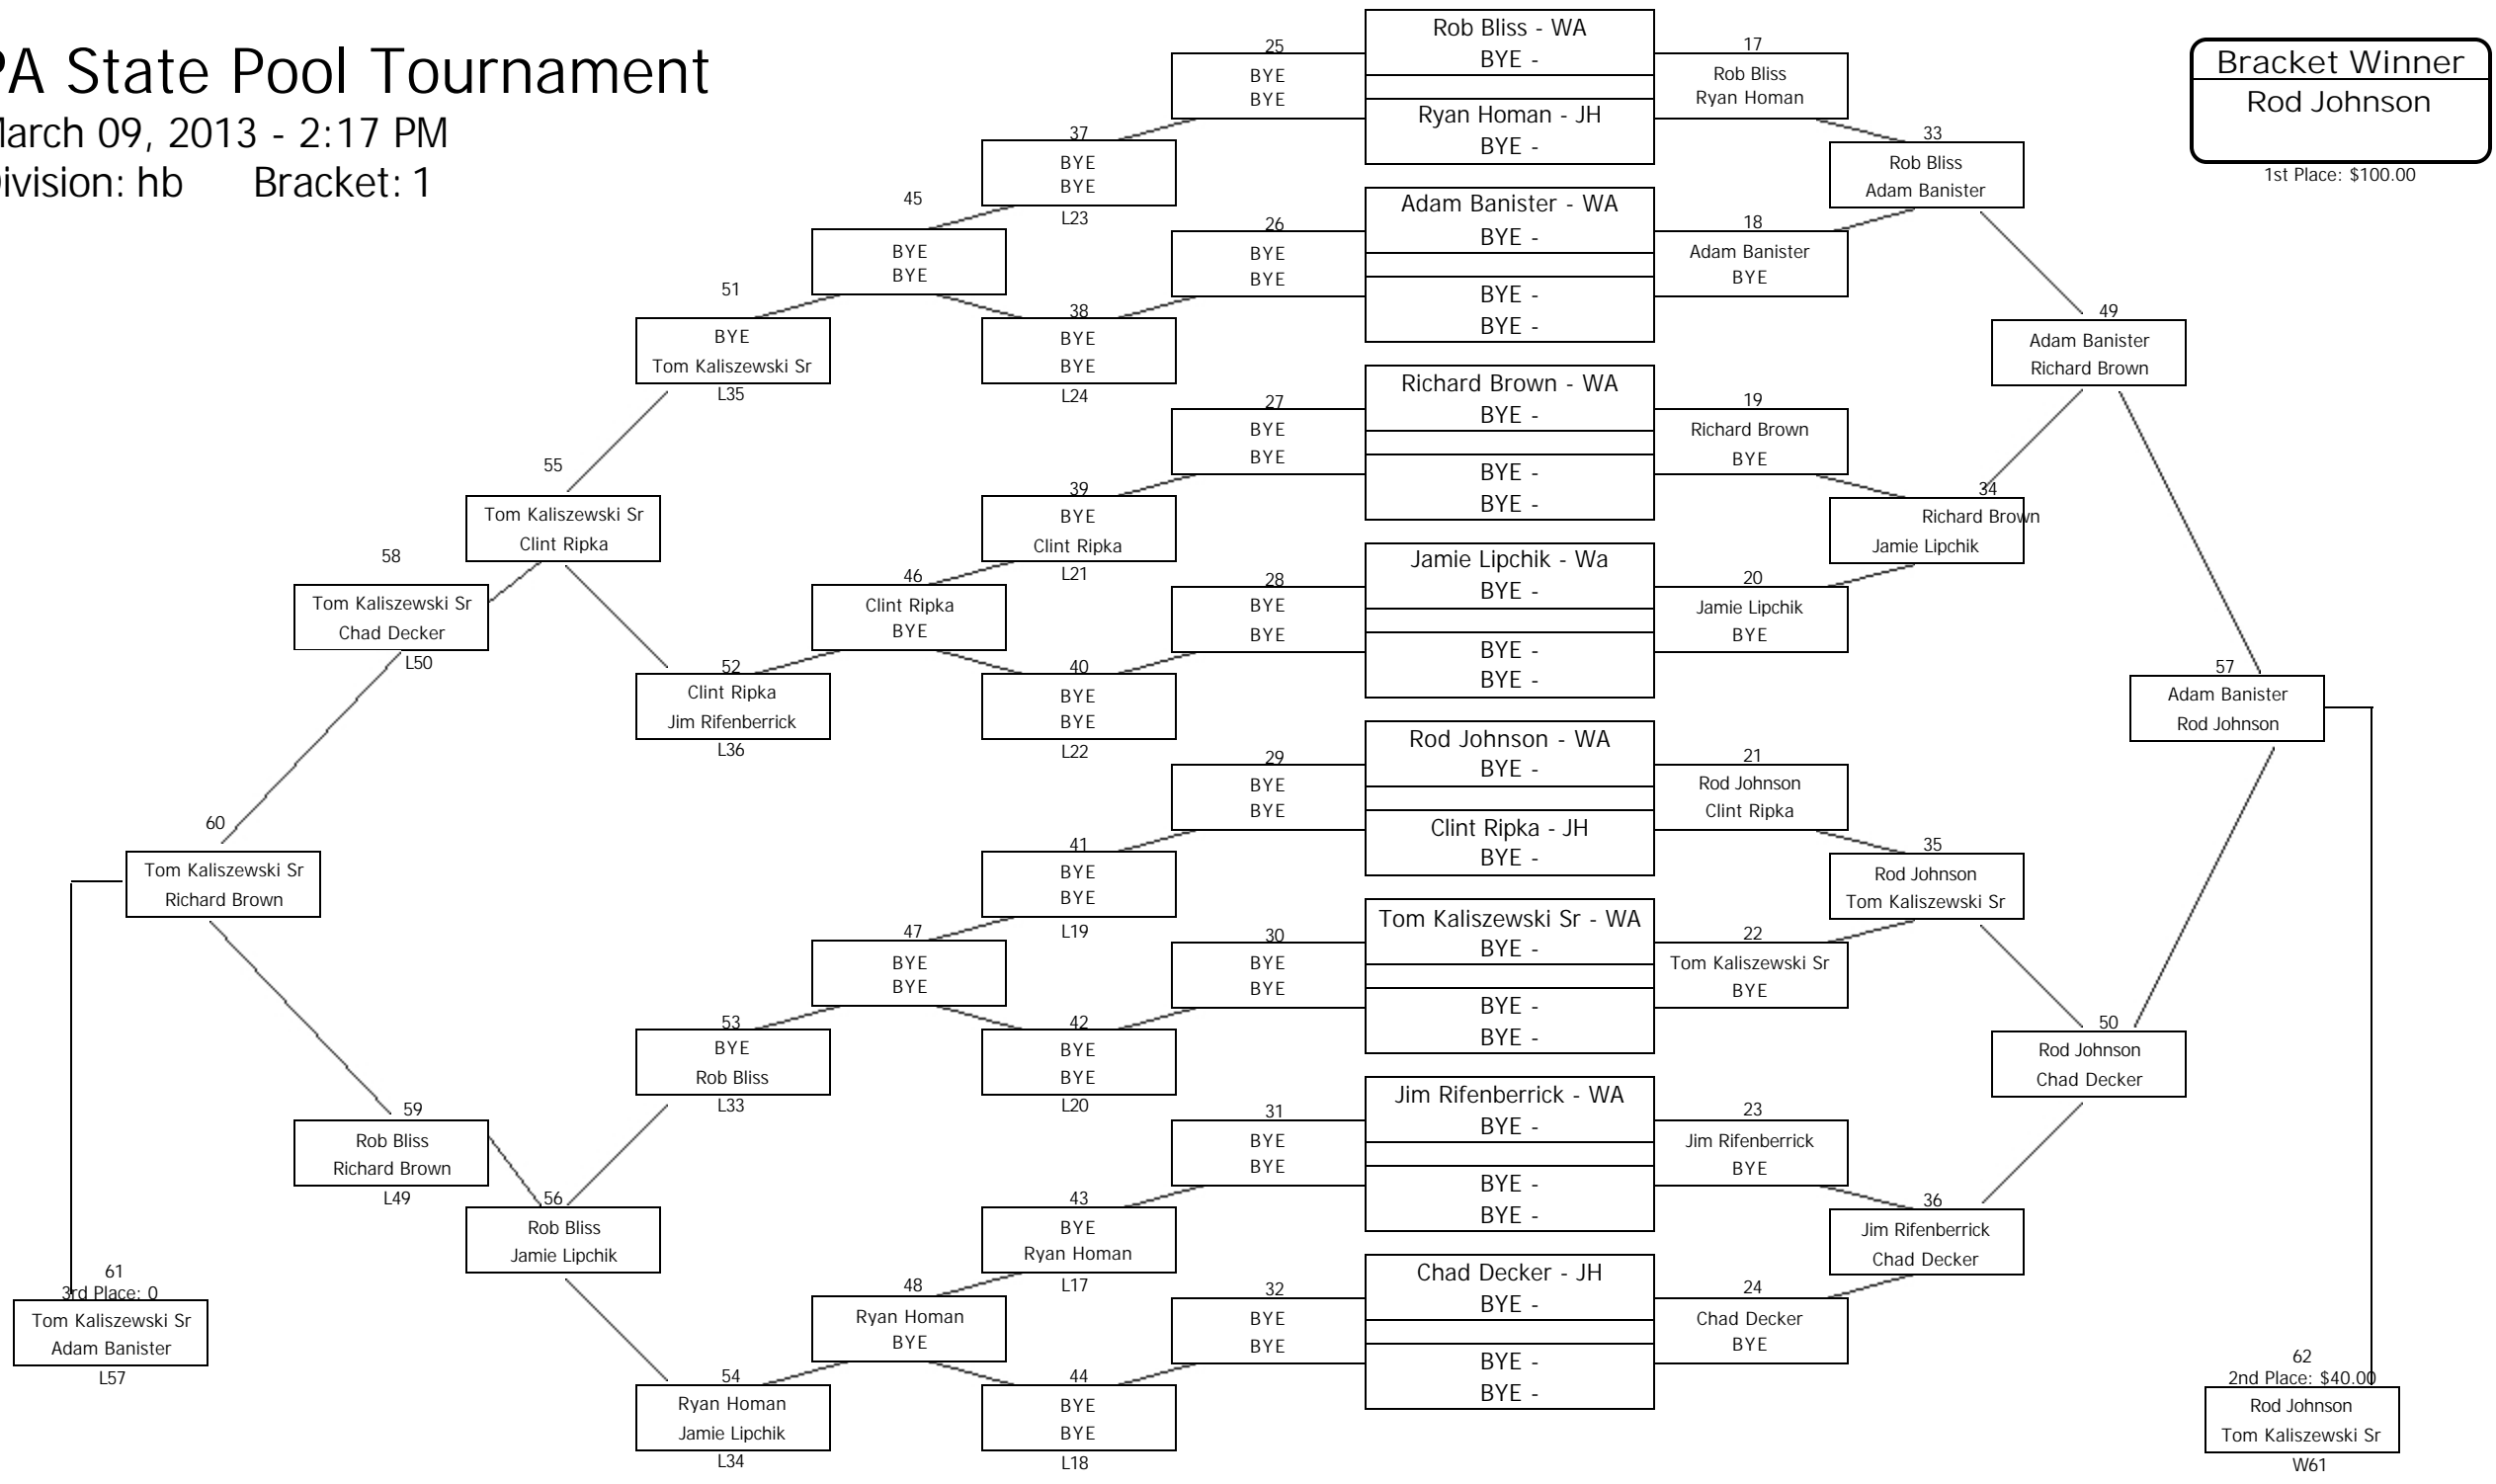 PA State Pool Tournament
March 09, 2013 - 2:17 PM
Division: hb Bracket: 1
Bracket Winner
Rod Johnson
1st Place: $100.00
Rob Bliss - WA
BYE -
Ryan Homan - JH
BYE -
Adam Banister - WA
BYE -
BYE -
BYE -
Richard Brown - WA
BYE -
BYE -
BYE -
Jamie Lipchik - Wa
BYE -
BYE -
BYE -
Rod Johnson - WA
BYE -
Clint Ripka - JH
BYE -
Tom Kaliszewski Sr - WA
BYE -
BYE -
BYE -
Jim Rifenberrick - WA
BYE -
BYE -
BYE -
Chad Decker - JH
BYE -
BYE -
BYE -
17
Rob Bliss
Ryan Homan
18
Adam Banister
BYE
19
Richard Brown
BYE
20
Jamie Lipchik
BYE
21
Rod Johnson
Clint Ripka
22
Tom Kaliszewski Sr
BYE
23
Jim Rifenberrick
BYE
24
Chad Decker
BYE
33
Rob Bliss
Adam Banister
34
Richard Brown
Jamie Lipchik
35
Rod Johnson
Tom Kaliszewski Sr
36
Jim Rifenberrick
Chad Decker
49
Adam Banister
Richard Brown
50
Rod Johnson
Chad Decker
57
Adam Banister
Rod Johnson
62
2nd Place: $40.00
Rod Johnson
Tom Kaliszewski Sr
W61
25
BYE
BYE
26
BYE
BYE
27
BYE
BYE
28
BYE
BYE
29
BYE
BYE
30
BYE
BYE
31
BYE
BYE
32
BYE
BYE
37
BYE
BYE
L23
38
BYE
BYE
L24
39
BYE
Clint Ripka
L21
40
BYE
BYE
L22
41
BYE
BYE
L19
42
BYE
BYE
L20
43
BYE
Ryan Homan
L17
44
BYE
BYE
L18
45
BYE
BYE
46
Clint Ripka
BYE
47
BYE
BYE
48
Ryan Homan
BYE
51
BYE
Tom Kaliszewski Sr
L35
52
Clint Ripka
Jim Rifenberrick
L36
53
BYE
Rob Bliss
L33
54
Ryan Homan
Jamie Lipchik
L34
55
Tom Kaliszewski Sr
Clint Ripka
56
Rob Bliss
Jamie Lipchik
58
Tom Kaliszewski Sr
Chad Decker
L50
59
Rob Bliss
Richard Brown
L49
60
Tom Kaliszewski Sr
Richard Brown
61
3rd Place: 0
Tom Kaliszewski Sr
Adam Banister
L57